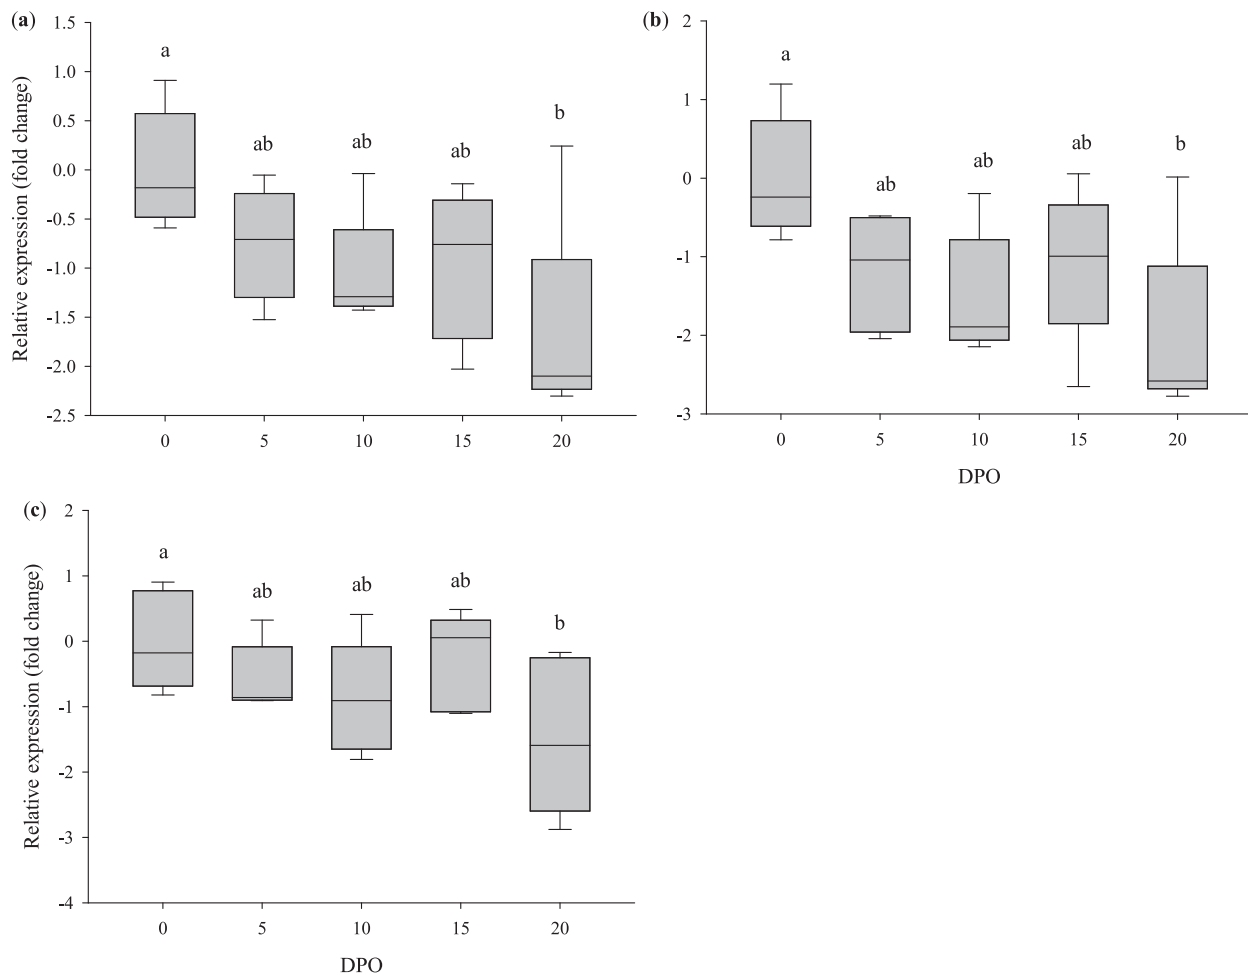 (a)
Relative expression (fold change)
1.5
1.0
0.5
0.0
-0.5
-1.0
-1.5
-2.0
-2.5
a
ab
ab
ab
b
0 5 10 15 20
(b)
2
1
0
-1
-2
-3
a
ab
ab
ab
b
0 5 10 15 20
DPO
(c)
Relative expression (fold change)
2
1
0
-1
-2
-3
-4
a
ab
ab
ab
b
0 5 10 15 20
DPO